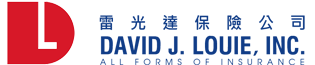 雷光達保險公司
DAVID J. LOUIE, INC.
ALL FORMS OF INSURANCE